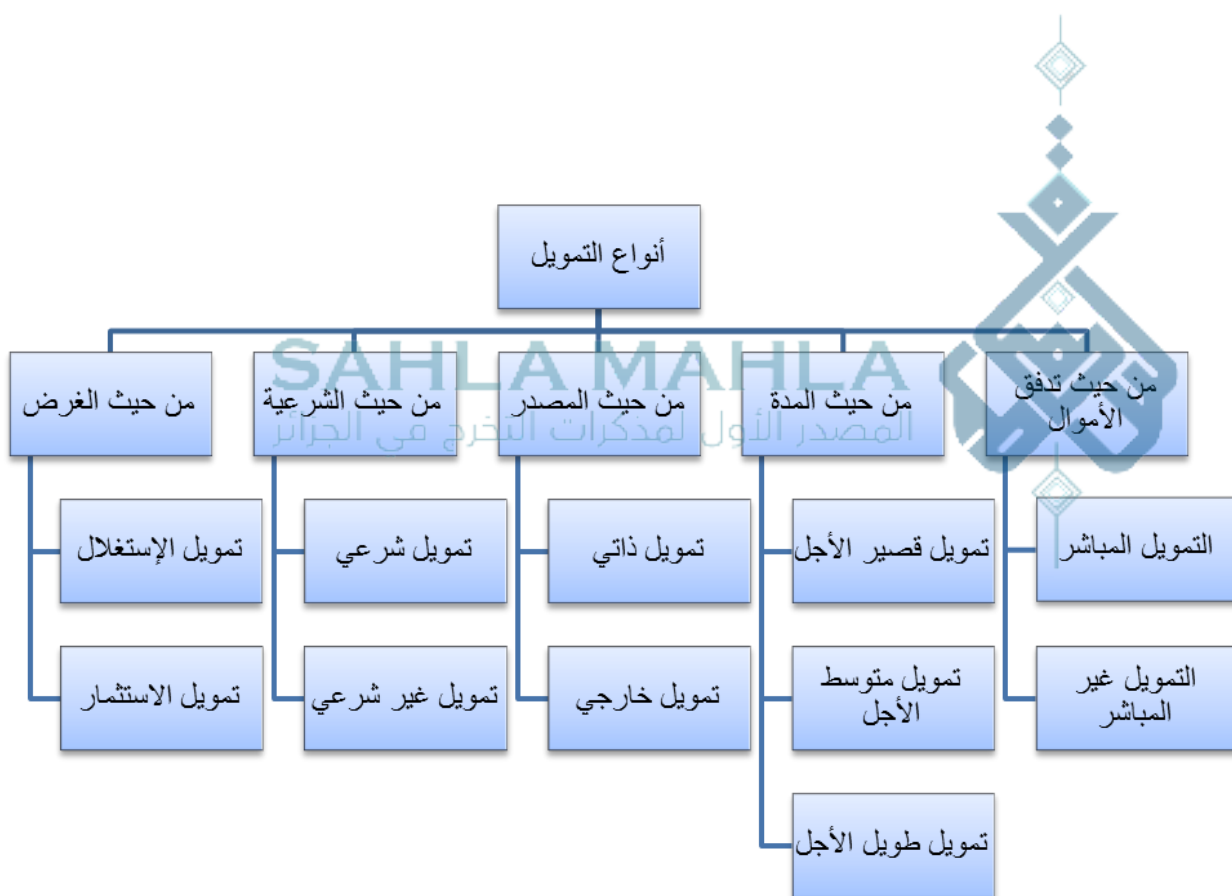 أنواع التمويل
من حيث تدفق
الأموال
من حيث المدة
من حيث المصدر
من حيث الشرعية
من حيث الغرض
SAHLA MAHLA
المصدر الأول لمذكرات التخرج في الجزائر
التمويل المباشر
تمويل قصير الأجل
تمويل ذاتي
تمويل شرعي
تمويل الإستغلال
التمويل غير
المباشر
تمويل متوسط
الأجل
تمويل خارجي
تمويل غير شرعي
تمويل الاستثمار
تمويل طويل الأجل